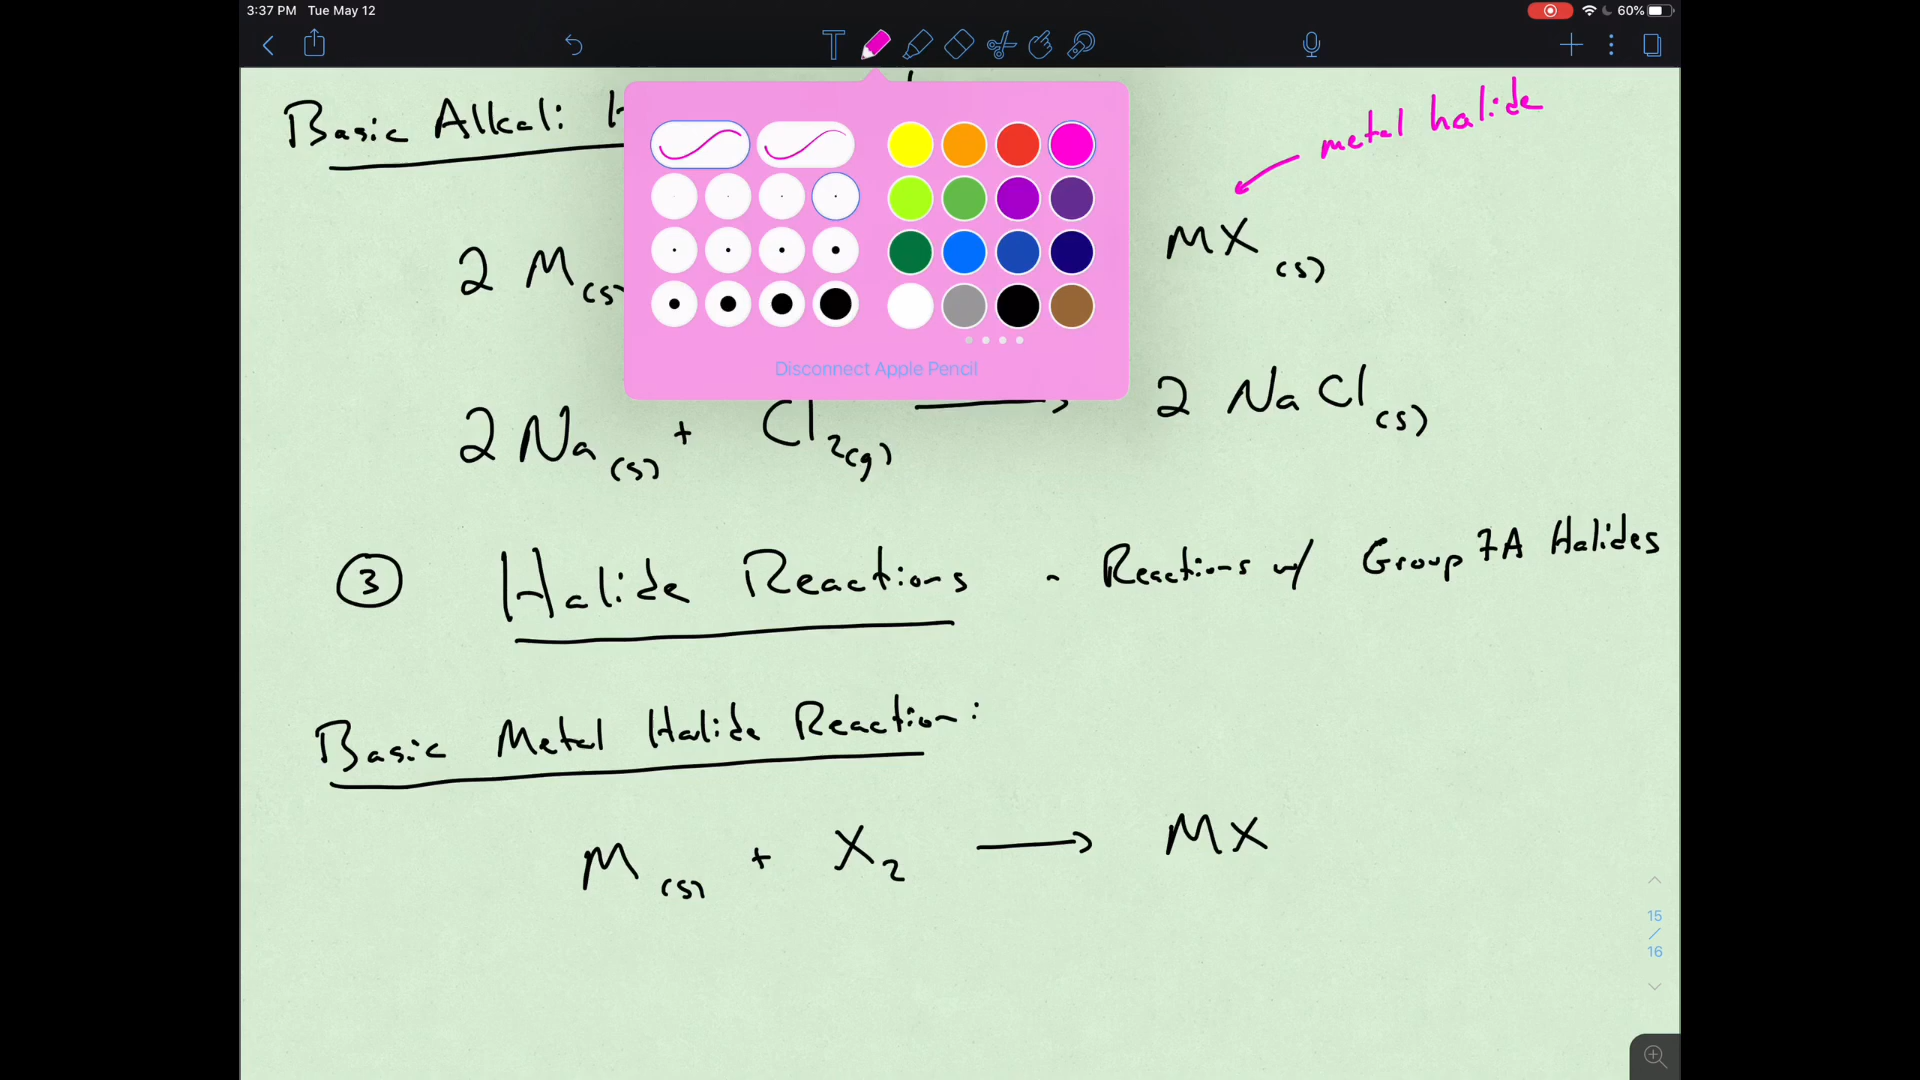 3:37 PM Tue May 12
60%
T
Basic Alkali
metal halide
2 M(s)
MX(s)
Disconnect Apple Pencil
2 Na(s) + Cl2(g) → 2 NaCl(s)
3 Halide Reactions - Reactions w/ Group 7A Halides
Basic Metal Halide Reaction:
M(s) + X2 → MX
15
/
16